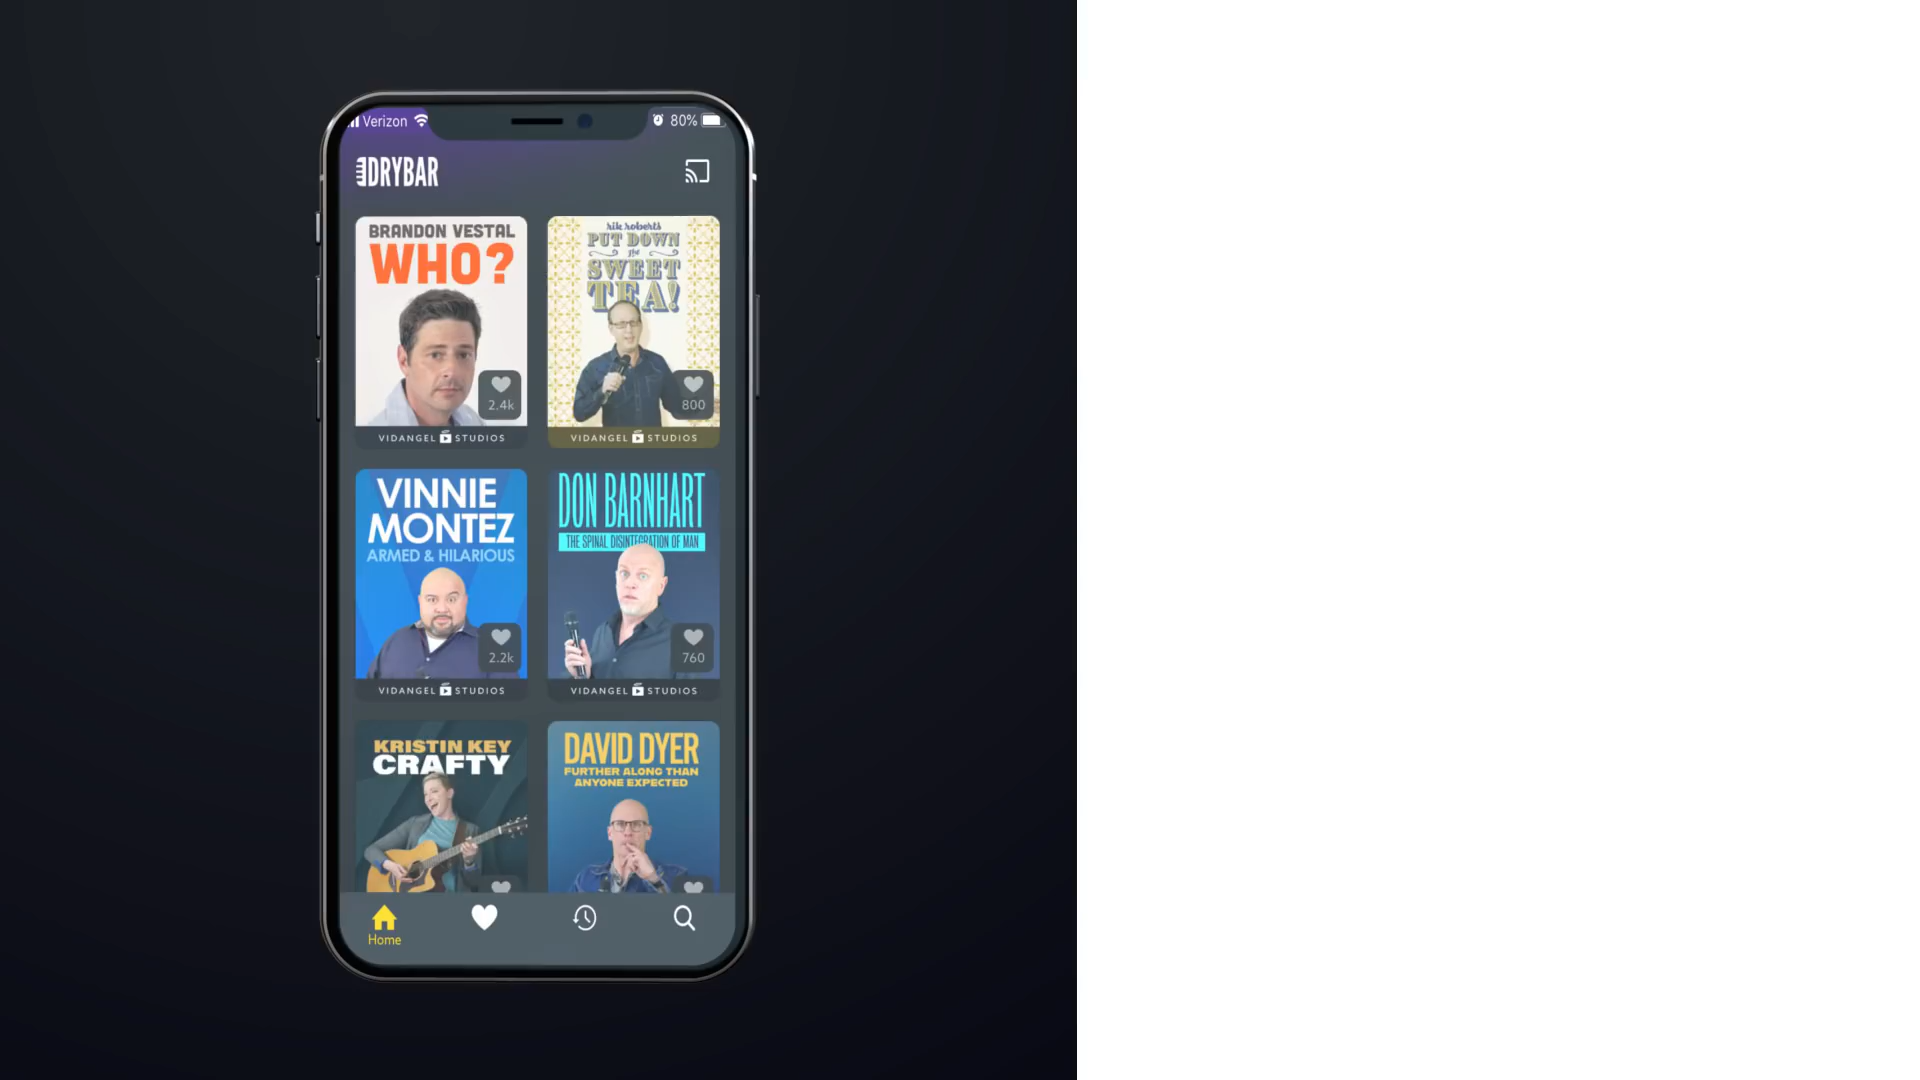 Verizon
80%
DRYBAR
BRANDON VESTAL
WHO?
2.4k
VIDANGEL STUDIOS
rik roberts
PUT DOWN
the
SWEET
TEA!
800
VIDANGEL STUDIOS
VINNIE
MONTEZ
ARMED & HILARIOUS
2.2k
VIDANGEL STUDIOS
DON BARNHART
THE SPINAL DISINTEGRATION OF MAN
760
VIDANGEL STUDIOS
KRISTIN KEY
CRAFTY
DAVID DYER
FURTHER ALONG THAN
ANYONE EXPECTED
Home